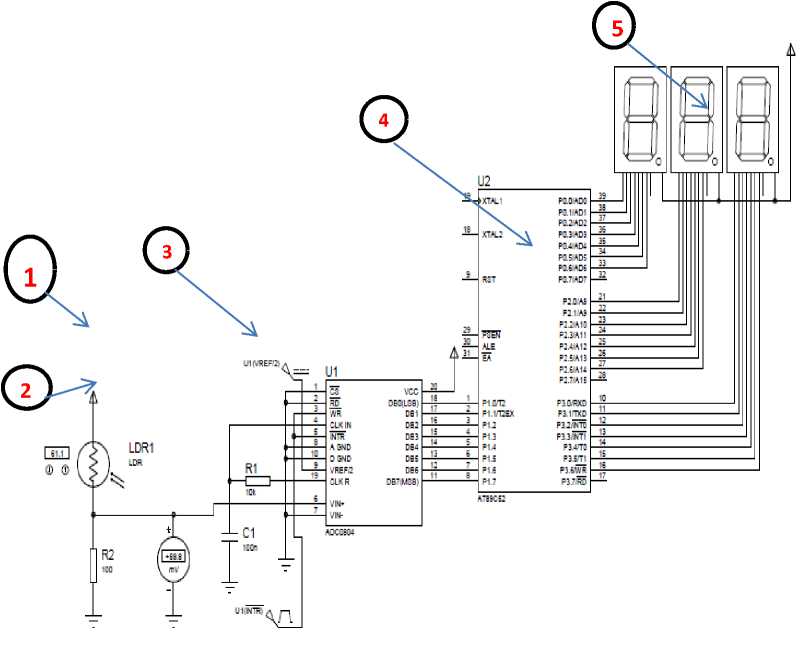 5
4
3
1
2
U2
19 XTAL1
18 XTAL2
9 RST
29 PSEN
30 ALE
31 EA
1 P1.0/T2
2 P1.1/T2EX
3 P1.2
4 P1.3
5 P1.4
6 P1.5
7 P1.6
8 P1.7
P0.0/AD0 39
P0.1/AD1 38
P0.2/AD2 37
P0.3/AD3 36
P0.4/AD4 35
P0.5/AD5 34
P0.6/AD6 33
P0.7/AD7 32
P2.0/A8 21
P2.1/A9 22
P2.2/A10 23
P2.3/A11 24
P2.4/A12 25
P2.5/A13 26
P2.6/A14 27
P2.7/A15 28
P3.0/RXD 10
P3.1/TXD 11
P3.2/INT0 12
P3.3/INT1 13
P3.4/T0 14
P3.5/T1 15
P3.6/WR 16
P3.7/RD 17
AT89C52
U1(VREF/2)
U1
1 CS
2 RD
3 WR
4 CLK IN
5 INTR
8 A GND
10 D GND
9 VREF/2
19 CLK R
6 VIN+
7 VIN-
VCC 20
DB0(LSB) 18
DB1 17
DB2 16
DB3 15
DB4 14
DB5 13
DB6 12
DB7(MSB) 11
ADC0804
LDR1
LDR
61.1
R1
10k
C1
100n
R2
100
+
mV
-
U1(INTR)